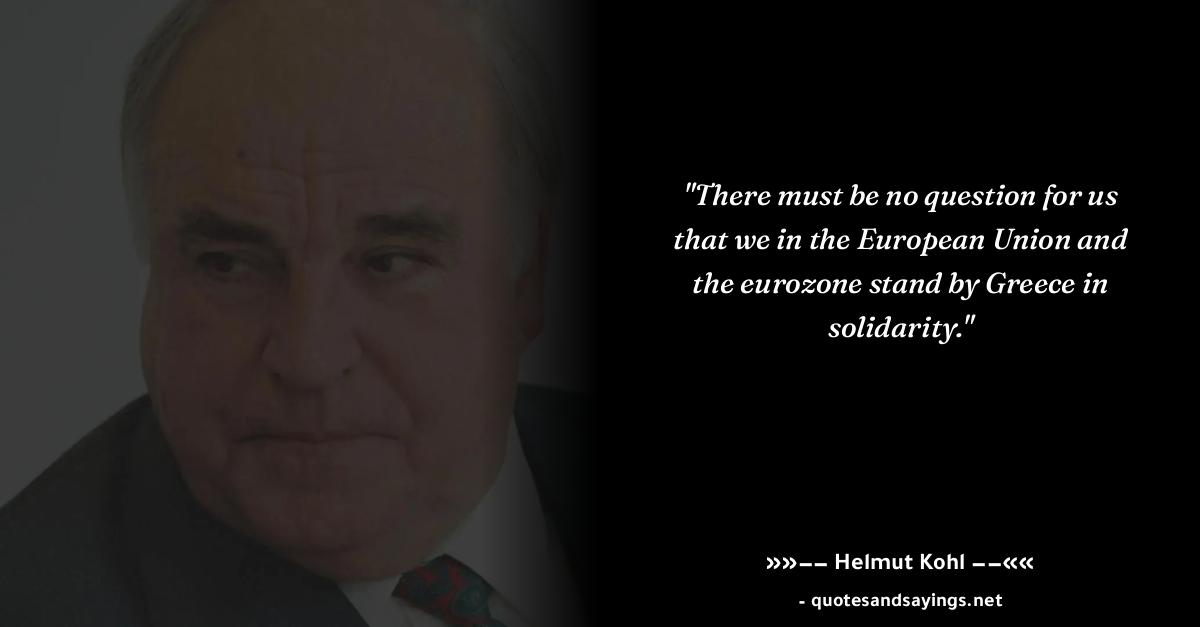 "There must be no question for us
that we in the European Union and
the eurozone stand by Greece in
solidarity."
»»–– Helmut Kohl ––««
- quotesandsayings.net